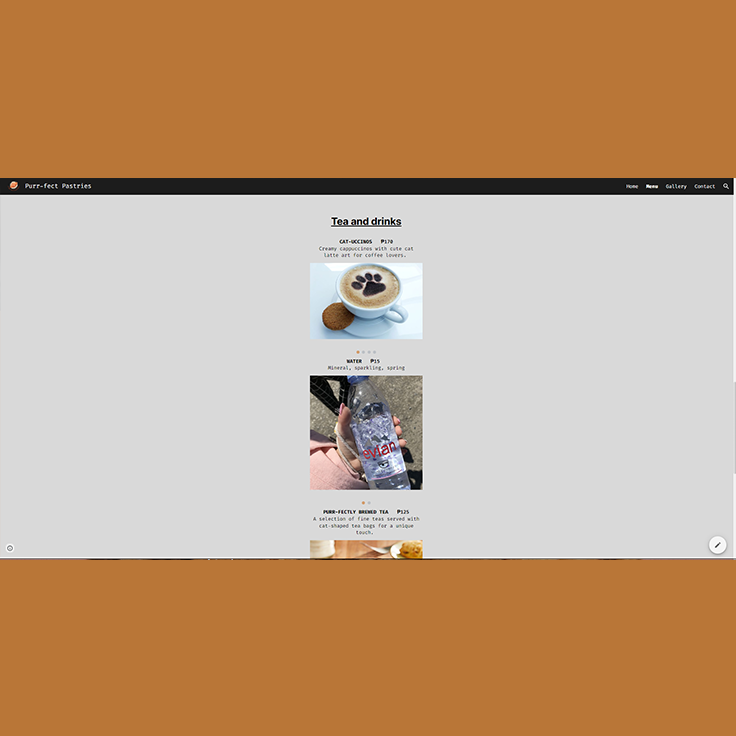 Purr-fect Pastries
Home Menu Gallery Contact
Tea and drinks
CAT-UCCINOS ₱170
Creamy cappuccinos with cute cat
latte art for coffee lovers.
WATER ₱15
Mineral, sparkling, spring
evian
PURR-FECTLY BREWED TEA ₱125
A selection of fine teas served with
cat-shaped tea bags for a unique
touch.